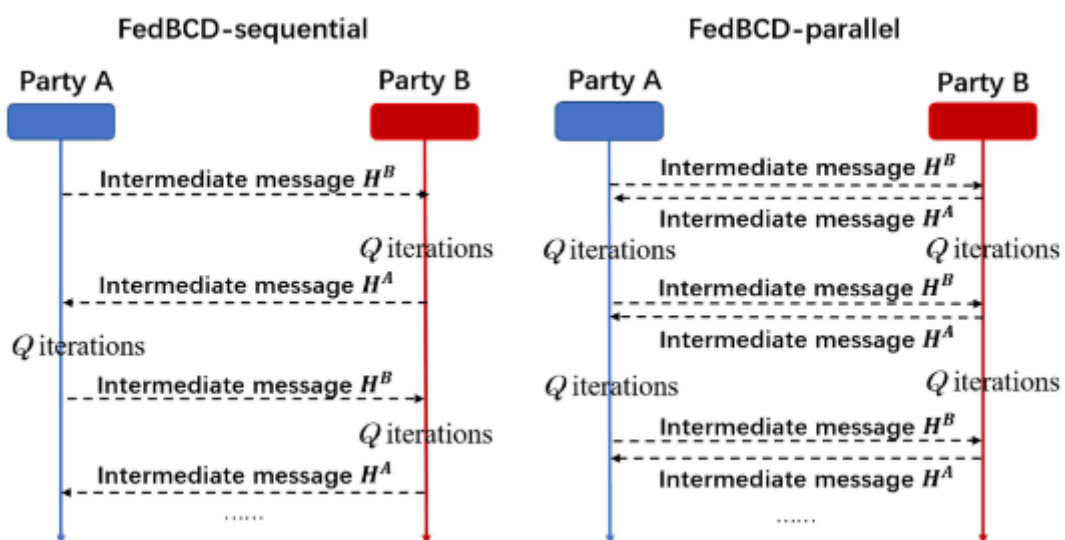 FedBCD-sequential
Party A
Party B
Intermediate message H^B
Q iterations
Intermediate message H^A
Q iterations
Intermediate message H^B
Q iterations
Intermediate message H^A
......
FedBCD-parallel
Party A
Party B
Intermediate message H^B
Intermediate message H^A
Q iterations
Q iterations
Intermediate message H^B
Intermediate message H^A
Q iterations
Q iterations
Intermediate message H^B
Intermediate message H^A
......